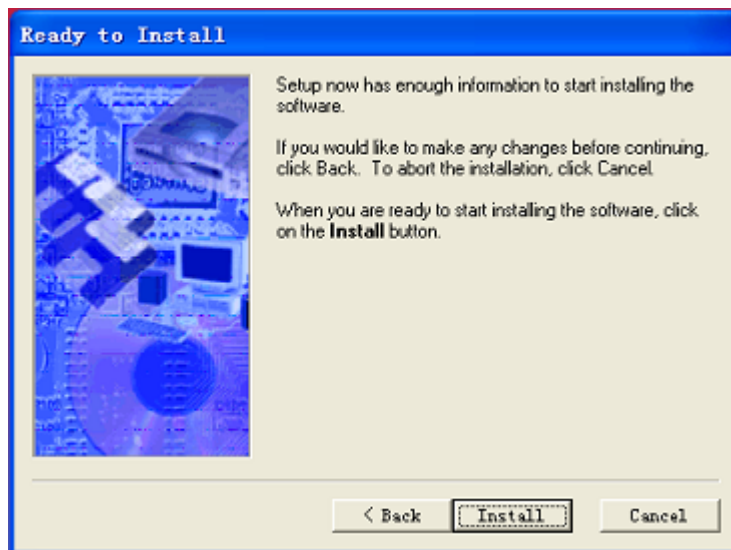 Ready to Install
Setup now has enough information to start installing the
software.
If you would like to make any changes before continuing,
click Back. To abort the installation, click Cancel.
When you are ready to start installing the software, click
on the Install button.
< Back
Install
Cancel